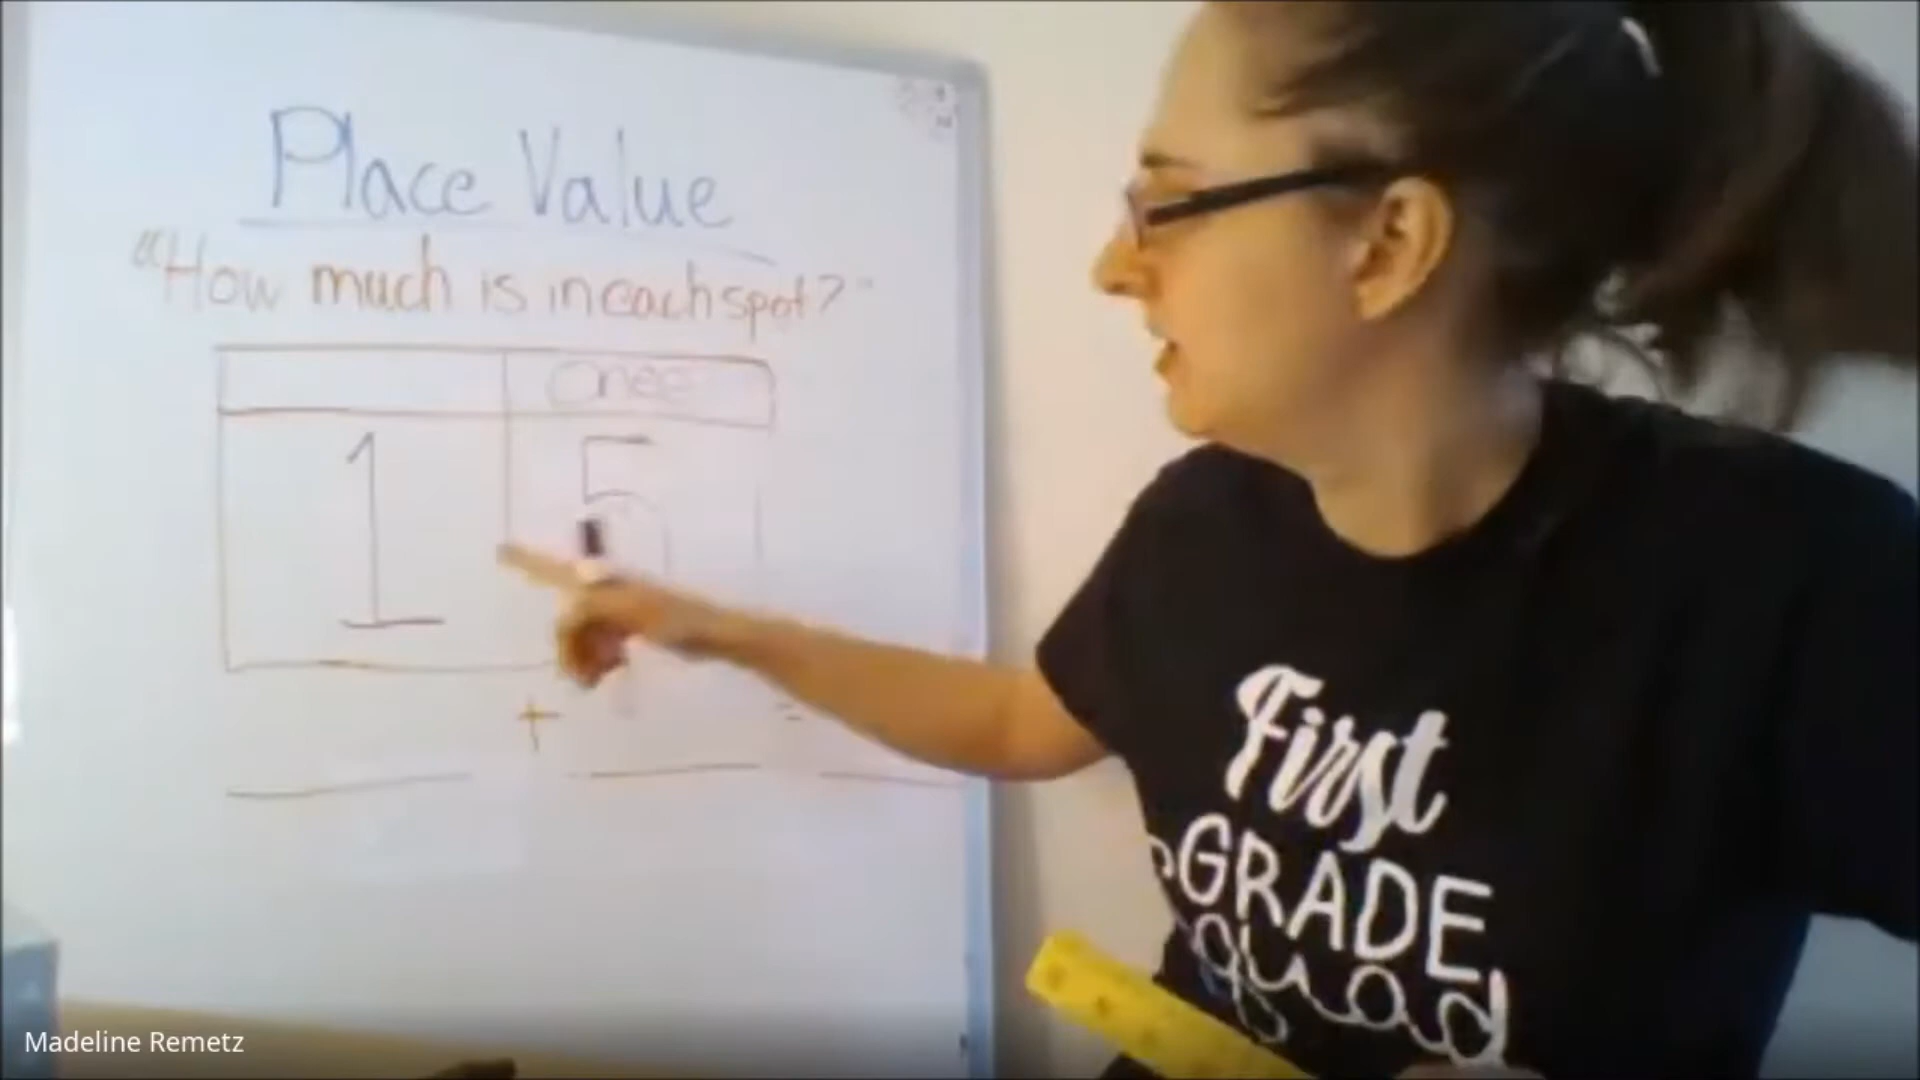 Place Value
"How much is in each spot?"
ones
1 5
+ =
First
GRADE
squad
Madeline Remetz